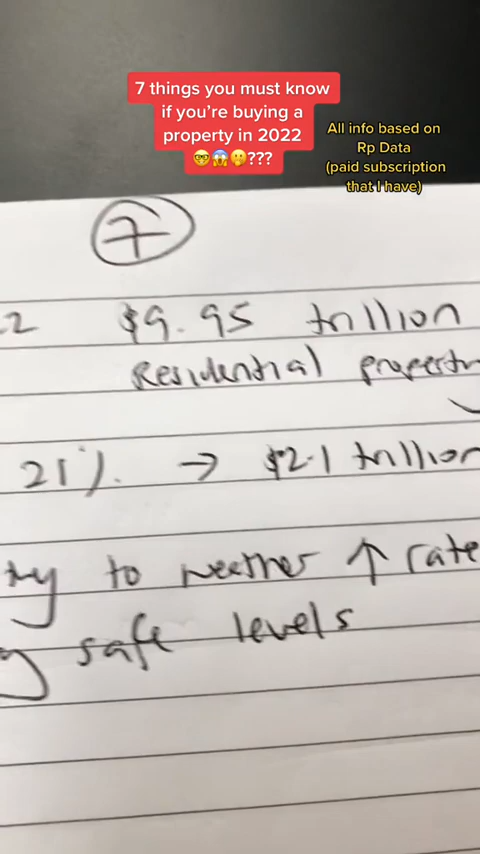 7 things you must know
if you're buying a
property in 2022
🤓😱🤫???
All info based on
Rp Data
(paid subscription
that I have)
7
$9.95 trillion
Residential
21% → $2.1 trillion
to weather ↑ rate
safe levels